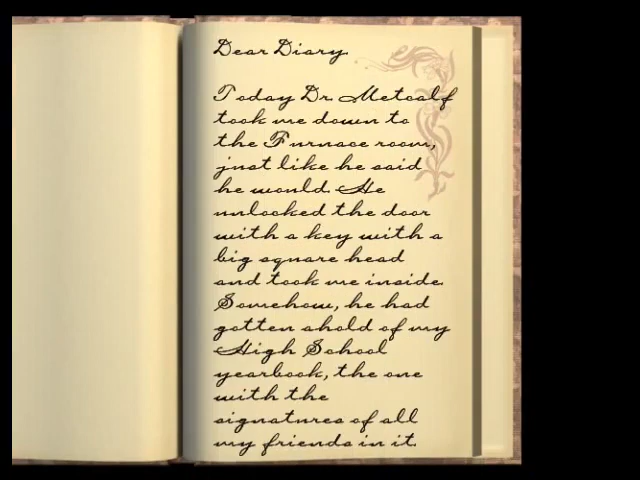 Dear Diary.
Today Dr. Metcalf
took me down to
the Furnace room,
just like he said
he would. He
unlocked the door
with a key with a
big square head
and took me inside.
Somehow, he had
gotten ahold of my
High School
yearbook, the one
with the
signatures of all
my friends in it.